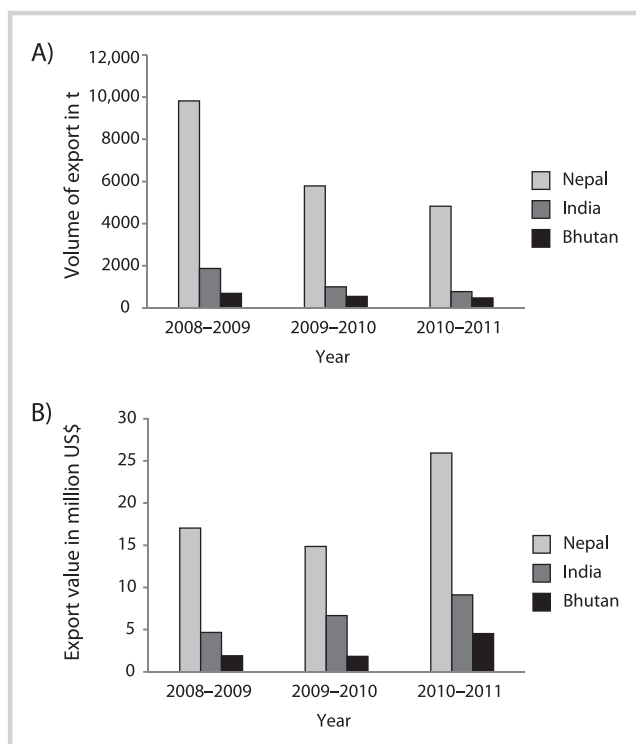 A)
Volume of export in t
12,000
10,000
8000
6000
4000
2000
0
2008–2009
2009–2010
2010–2011
Year
Nepal
India
Bhutan
B)
Export value in million US$
30
25
20
15
10
5
0
2008–2009
2009–2010
2010–2011
Year
Nepal
India
Bhutan